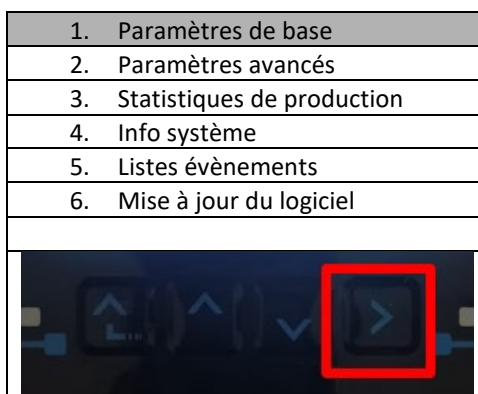 1. Paramètres de base
2. Paramètres avancés
3. Statistiques de production
4. Info système
5. Listes évènements
6. Mise à jour du logiciel